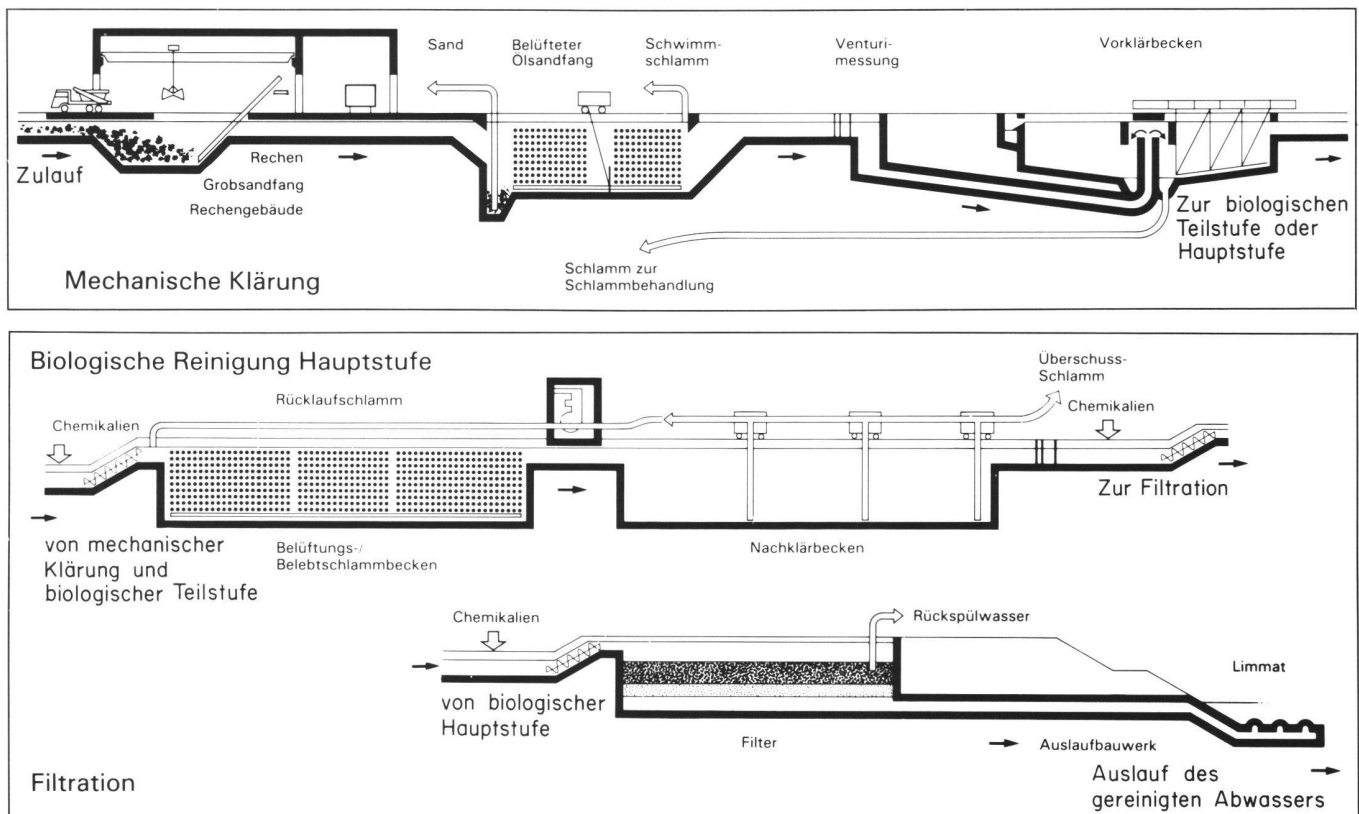 Sand
Belüfteter
Ölsandfang
Schwimm-
schlamm
Venturi-
messung
Vorklärbecken
Zulauf
Rechen
Grobsandfang
Rechengebäude
Zur biologischen
Teilstufe oder
Hauptstufe
Schlamm zur
Schlammbehandlung
Mechanische Klärung
Biologische Reinigung Hauptstufe
Überschuss-
Schlamm
Rücklaufschlamm
Chemikalien
Chemikalien
Zur Filtration
von mechanischer
Klärung und
biologischer Teilstufe
Belüftungs-/
Belebtschlammbecken
Nachklärbecken
Chemikalien
Rückspülwasser
Limmat
von biologischer
Hauptstufe
Filter
Auslaufbauwerk
Auslauf des
gereinigten Abwassers
Filtration